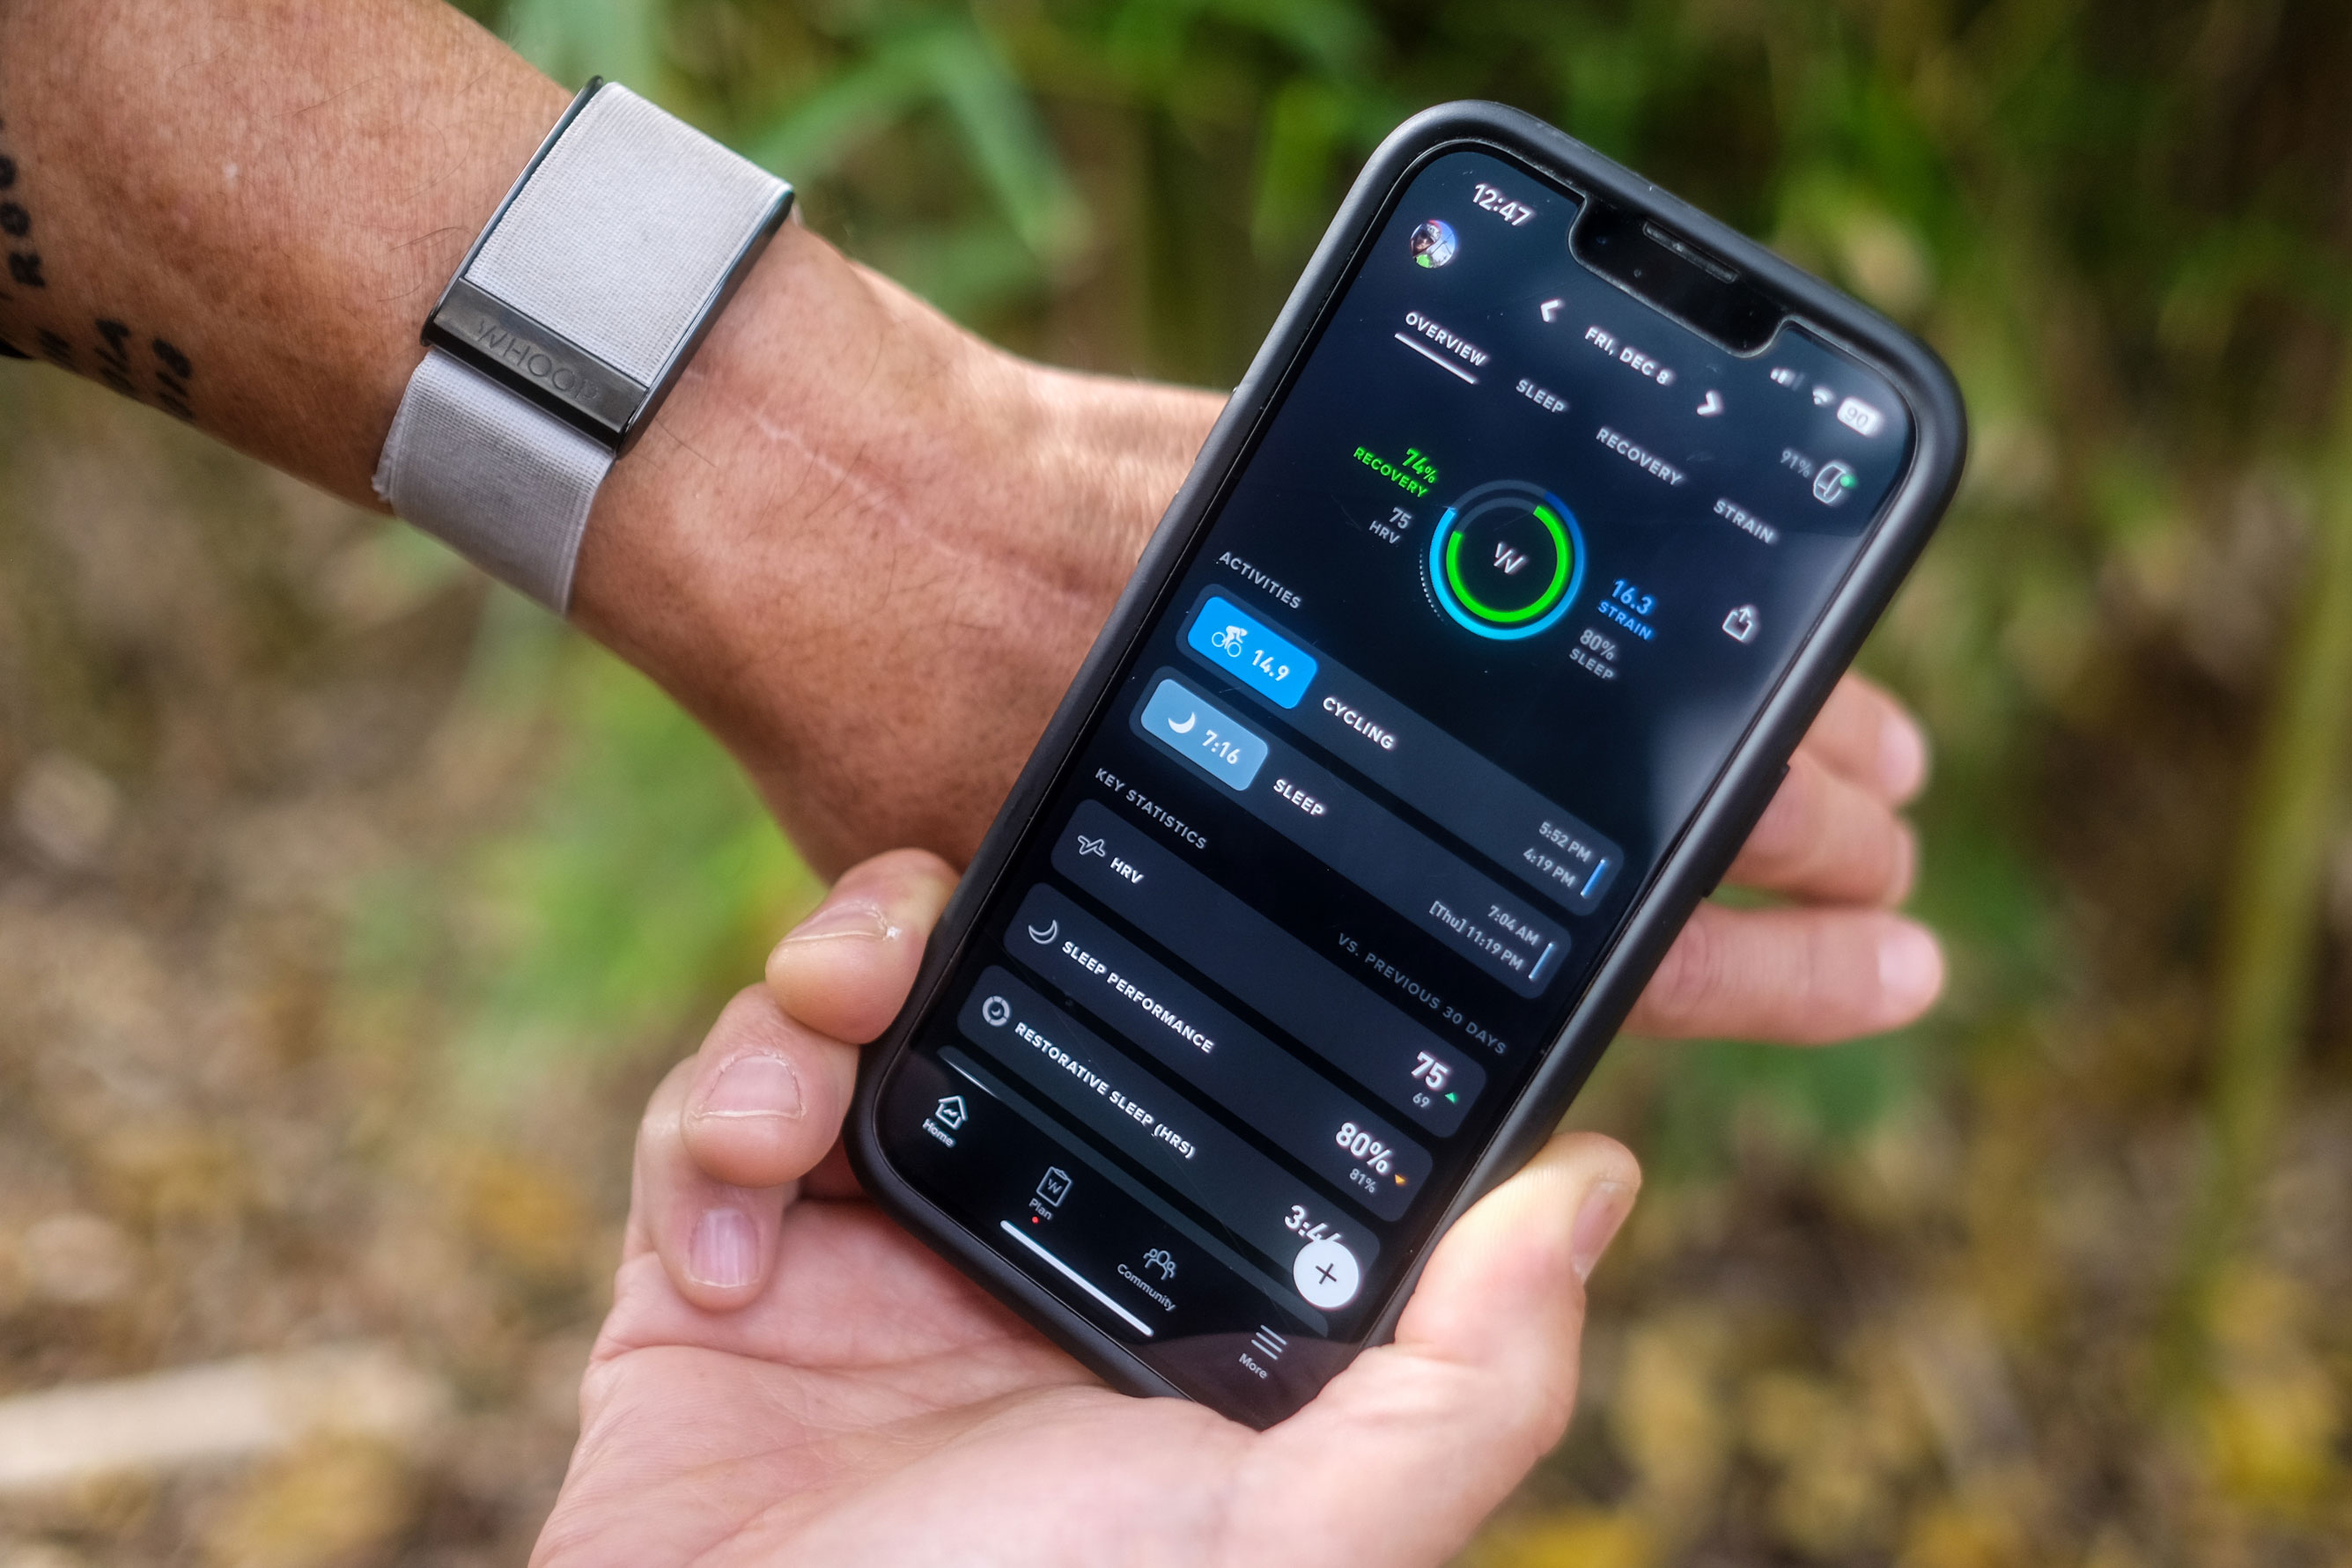 WHOOP
12:47
90
FRI, DEC 8
91%
OVERVIEW
SLEEP
RECOVERY
STRAIN
74%
RECOVERY
75
HRV
16.3
STRAIN
80%
SLEEP
ACTIVITIES
14.9
CYCLING
5:52 PM
4:19 PM
7:16
SLEEP
7:04 AM
[Thu] 11:19 PM
KEY STATISTICS
VS. PREVIOUS 30 DAYS
HRV
75
69
SLEEP PERFORMANCE
80%
81%
RESTORATIVE SLEEP (HRS)
Home
Plan
Community
More